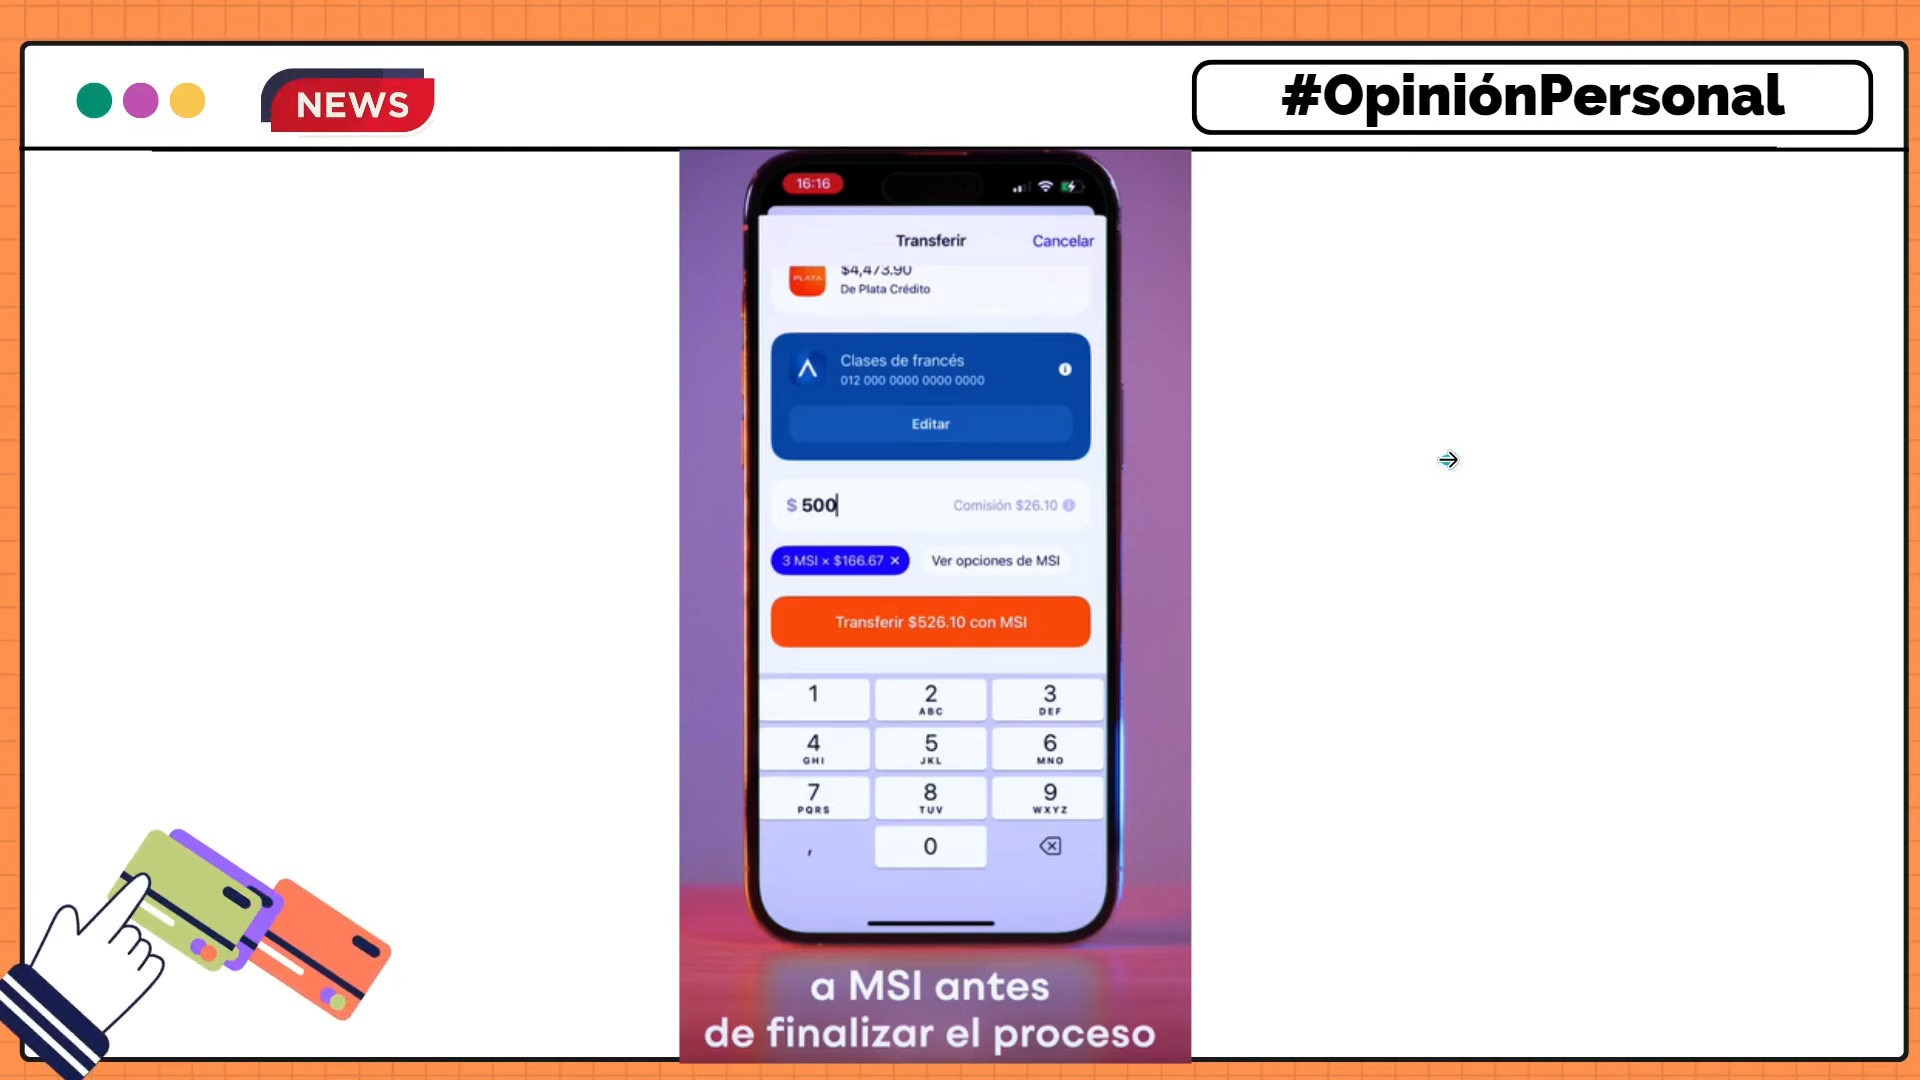 NEWS
#OpiniónPersonal
16:16
Transferir
Cancelar
$4,473.90
PLATA
De Plata Crédito
Clases de francés
012 000 0000 0000 0000
Editar
$ 500
Comisión $26.10
3 MSI × $166.67 ×
Ver opciones de MSI
Transferir $526.10 con MSI
1
2
ABC
3
DEF
4
GHI
5
JKL
6
MNO
7
PQRS
8
TUV
9
WXYZ
,
0
a MSI antes
de finalizar el proceso